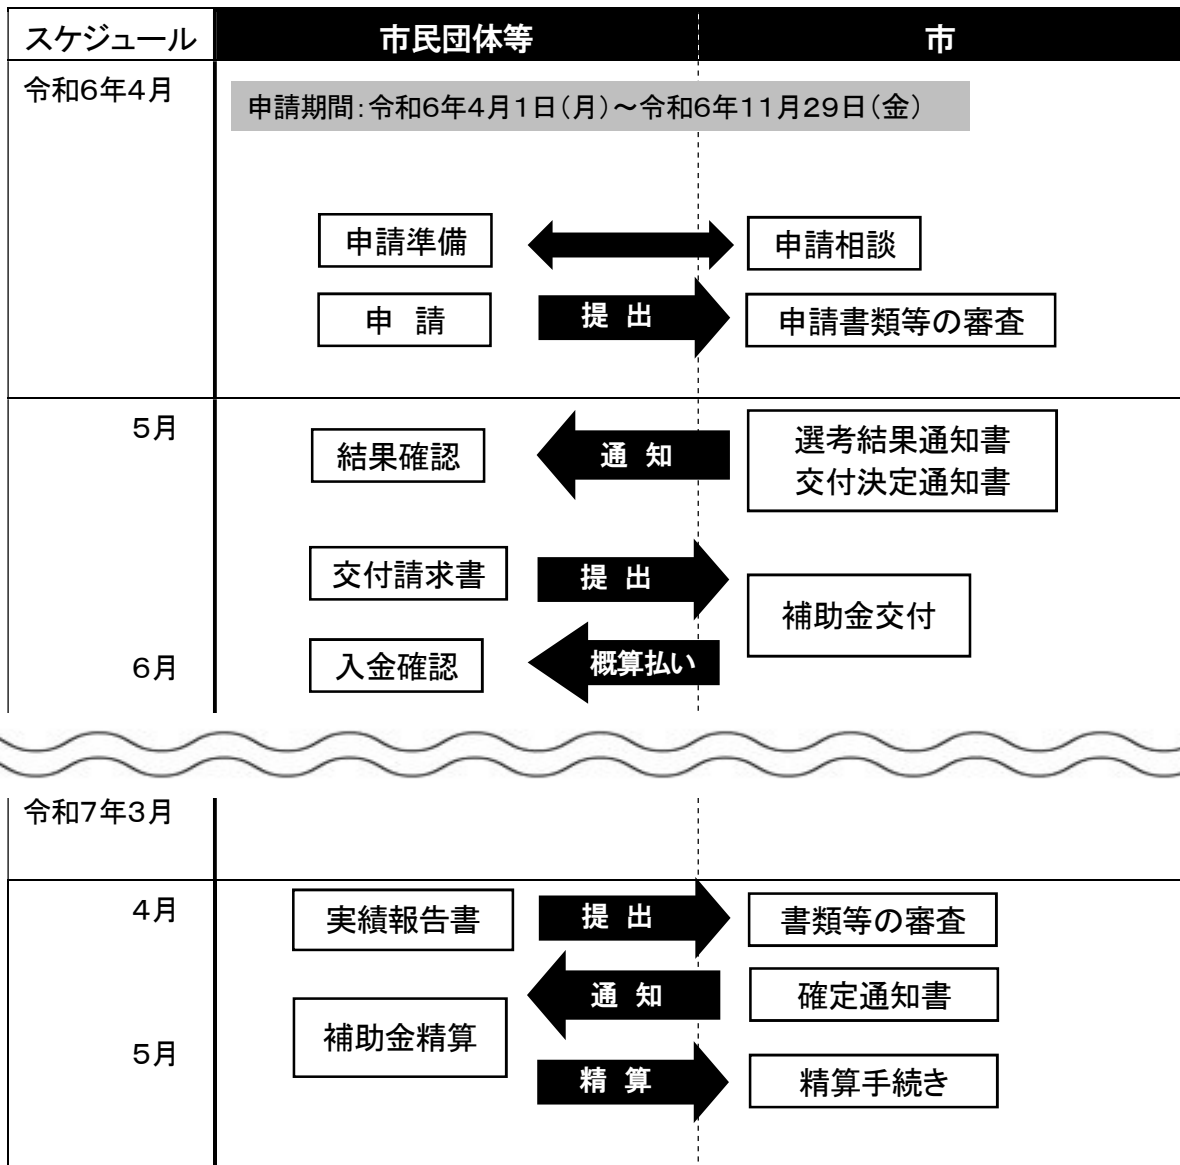 スケジュール 市民団体等 市
令和6年4月
申請期間：令和6年4月1日（月）～令和6年11月29日（金）
申請準備 申請相談
申 請 提 出 申請書類等の審査
5月
結果確認 通 知 選考結果通知書
交付決定通知書
交付請求書 提 出
補助金交付
6月 入金確認 概算払い
令和7年3月
4月 実績報告書 提 出 書類等の審査
通 知 確定通知書
補助金精算
5月
精 算 精算手続き